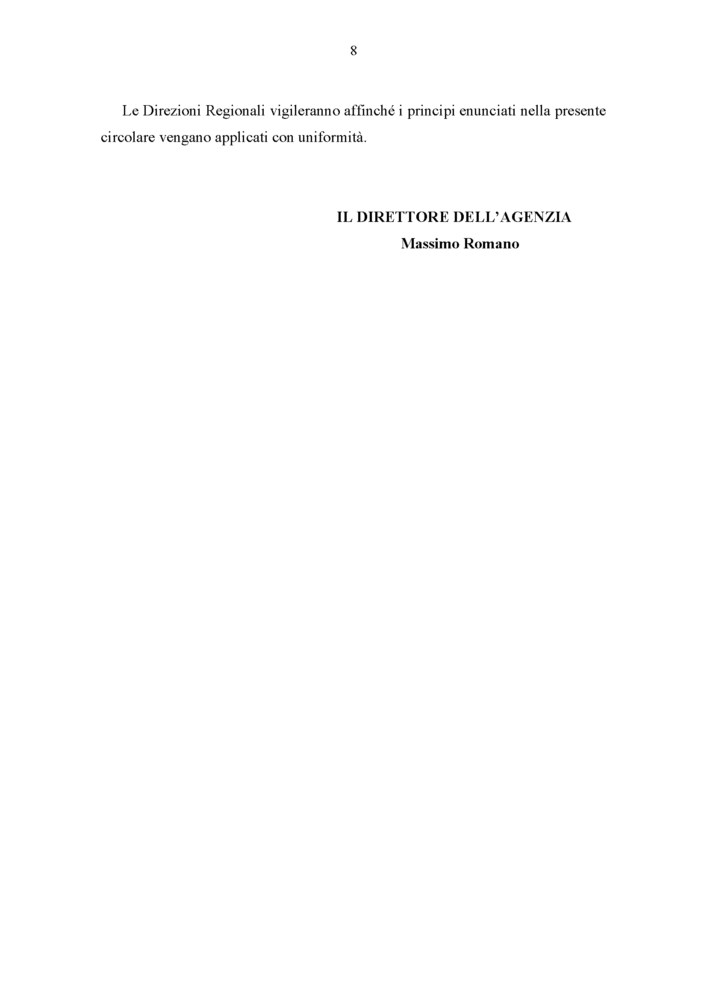 8
Le Direzioni Regionali vigileranno affinché i principi enunciati nella presente
circolare vengano applicati con uniformità.
IL DIRETTORE DELL’AGENZIA
Massimo Romano